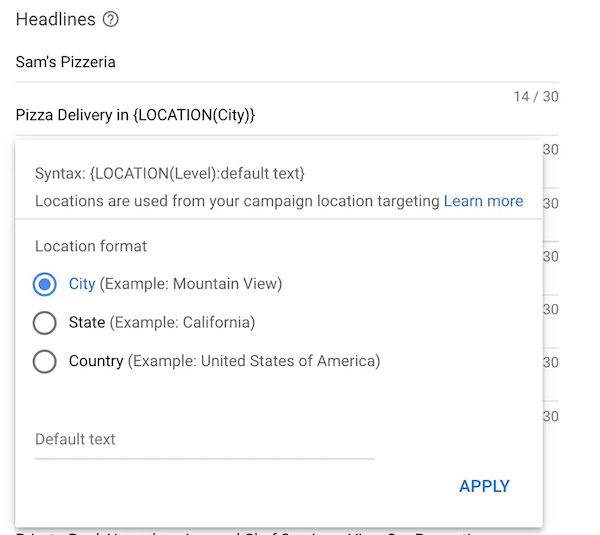 Headlines
Sam's Pizzeria
14 / 30
Pizza Delivery in {LOCATION(City)}
30
Syntax: {LOCATION(Level):default text}
Locations are used from your campaign location targeting Learn more
30
Location format
30
City (Example: Mountain View)
30
State (Example: California)
Country (Example: United States of America)
30
30
Default text
APPLY